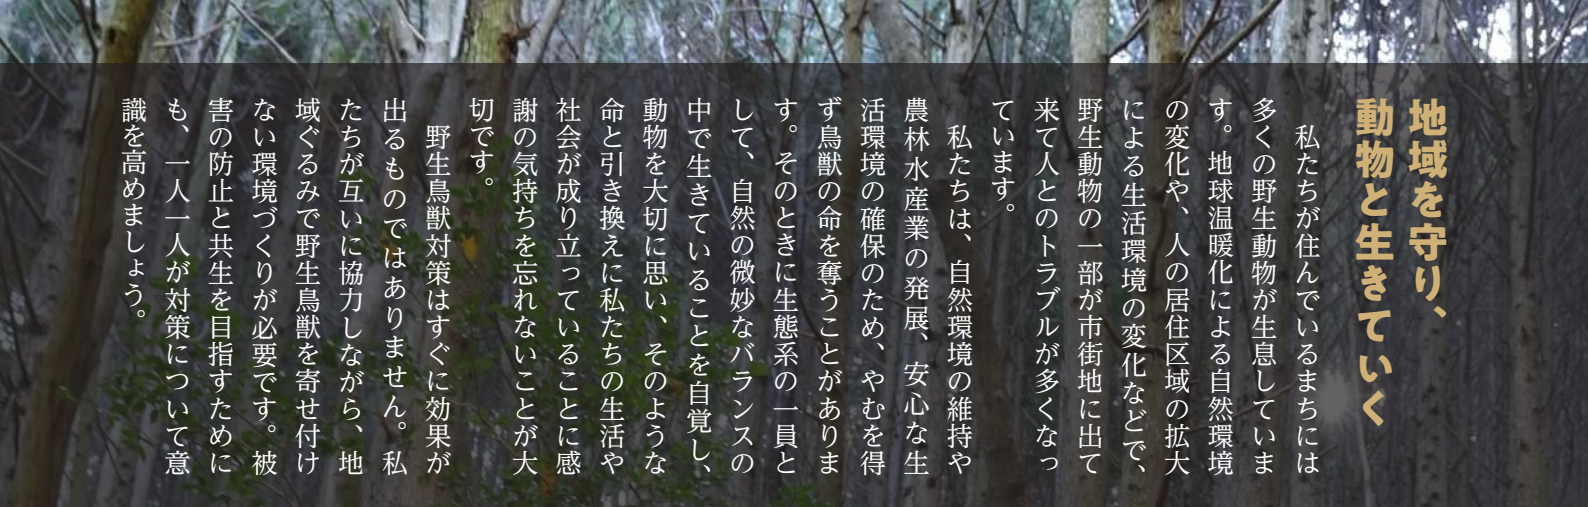 地域を守り、
動物と生きていく
　私たちが住んでいるまちには
多くの野生動物が生息していま
す。地球温暖化による自然環境
の変化や、人の居住区域の拡大
による生活環境の変化などで、
野生動物の一部が市街地に出て
来て人とのトラブルが多くなっ
ています。
　私たちは、自然環境の維持や
農林水産業の発展、安心な生
活環境の確保のため、やむを得
ず鳥獣の命を奪うことがありま
す。そのときに生態系の一員と
して、自然の微妙なバランスの
中で生きていることを自覚し、
動物を大切に思い、そのような
命と引き換えに私たちの生活や
社会が成り立っていることに感
謝の気持ちを忘れないことが大
切です。
　野生鳥獣対策はすぐに効果が
出るものではありません。私
たちが互いに協力しながら、地
域ぐるみで野生鳥獣を寄せ付け
ない環境づくりが必要です。被
害の防止と共生を目指すために
も、一人一人が対策について意
識を高めましょう。